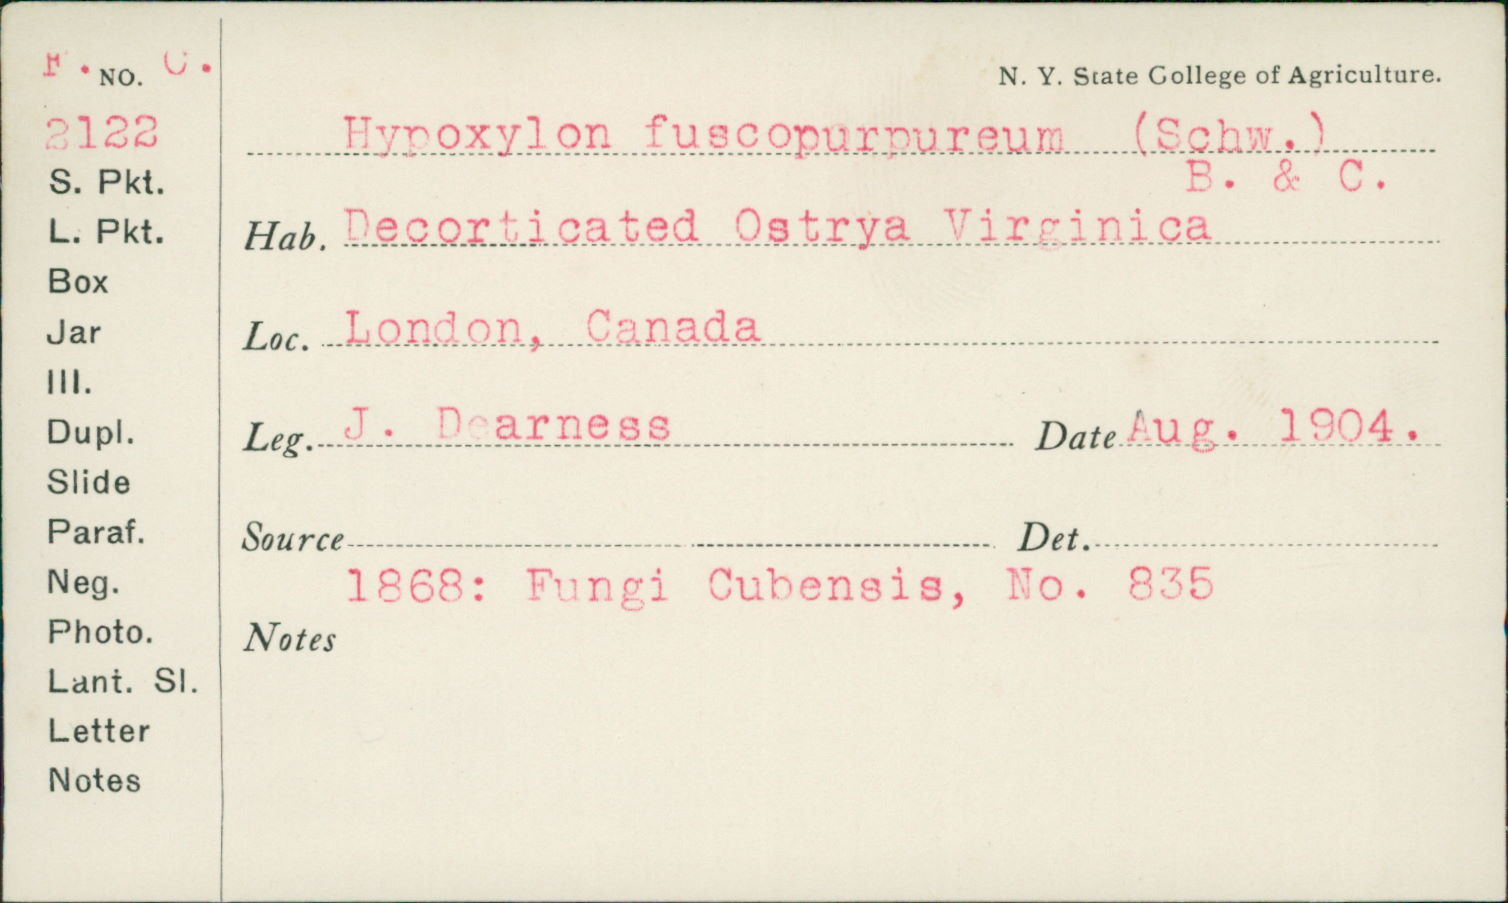 F. C.
NO.
N. Y. State College of Agriculture.
2122
Hypoxylon fuscopurpureum (Schw.)
B. & C.
S. Pkt.
L. Pkt.
Hab. Decorticated Ostrya Virginica
Box
Jar
Loc. London, Canada
Ill.
Dupl.
Leg. J. Dearness Date Aug. 1904.
Slide
Paraf.
Source Det.
Neg.
1868: Fungi Cubensis, No. 835
Photo.
Notes
Lant. Sl.
Letter
Notes